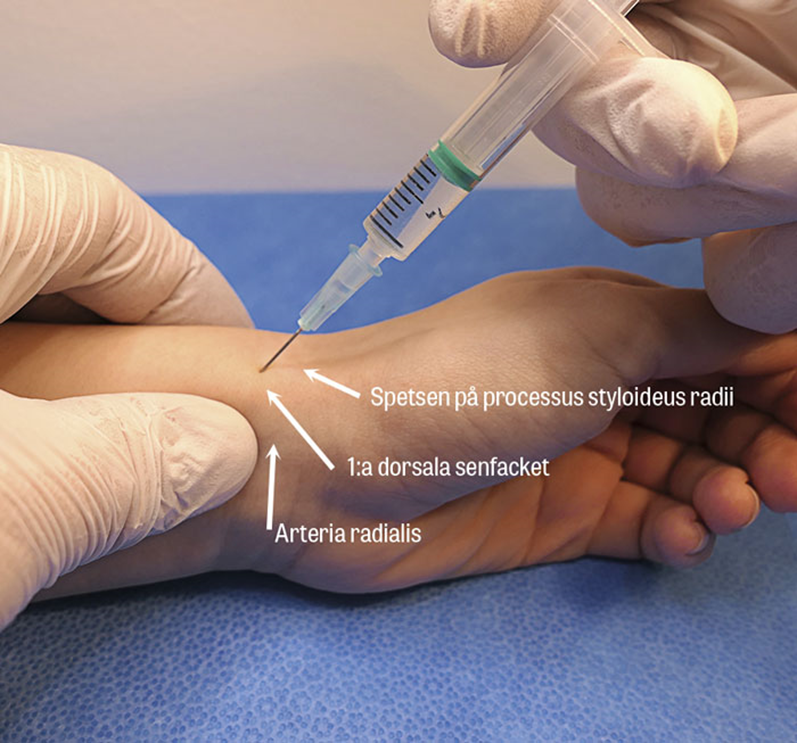 Spetsen på processus styloideus radii
1:a dorsala senfacket
Arteria radialis